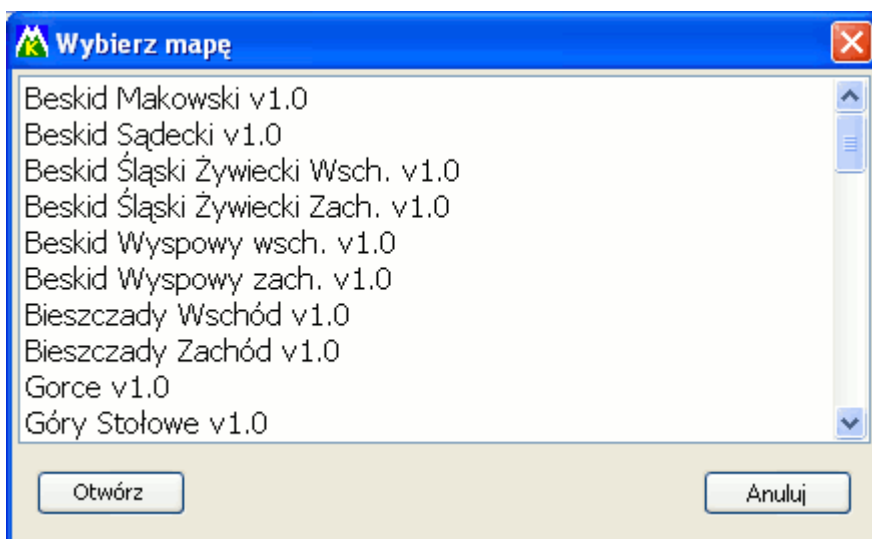 Wybierz mapę
Beskid Makowski v1.0
Beskid Sądecki v1.0
Beskid Śląski Żywiecki Wsch. v1.0
Beskid Śląski Żywiecki Zach. v1.0
Beskid Wyspowy wsch. v1.0
Beskid Wyspowy zach. v1.0
Bieszczady Wschód v1.0
Bieszczady Zachód v1.0
Gorce v1.0
Góry Stołowe v1.0
Otwórz Anuluj